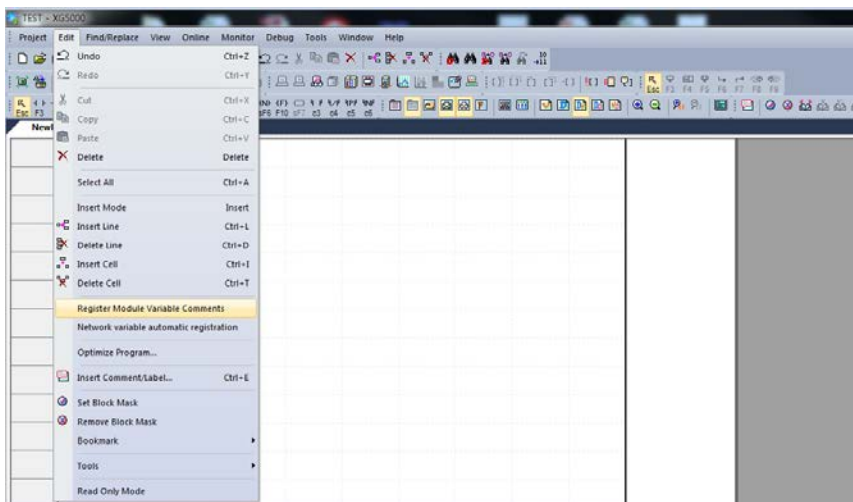 TEST - XG5000
Project Edit Find/Replace View Online Monitor Debug Tools Window Help
Undo Ctrl+Z
Redo Ctrl+Y
Cut Ctrl+X
Copy Ctrl+C
Paste Ctrl+V
Delete Delete
Select All Ctrl+A
Insert Mode Insert
Insert Line Ctrl+L
Delete Line Ctrl+D
Insert Cell Ctrl+I
Delete Cell Ctrl+T
Register Module Variable Comments
Network variable automatic registration
Optimize Program...
Insert Comment/Label... Ctrl+E
Set Block Mask
Remove Block Mask
Bookmark
Tools
Read Only Mode